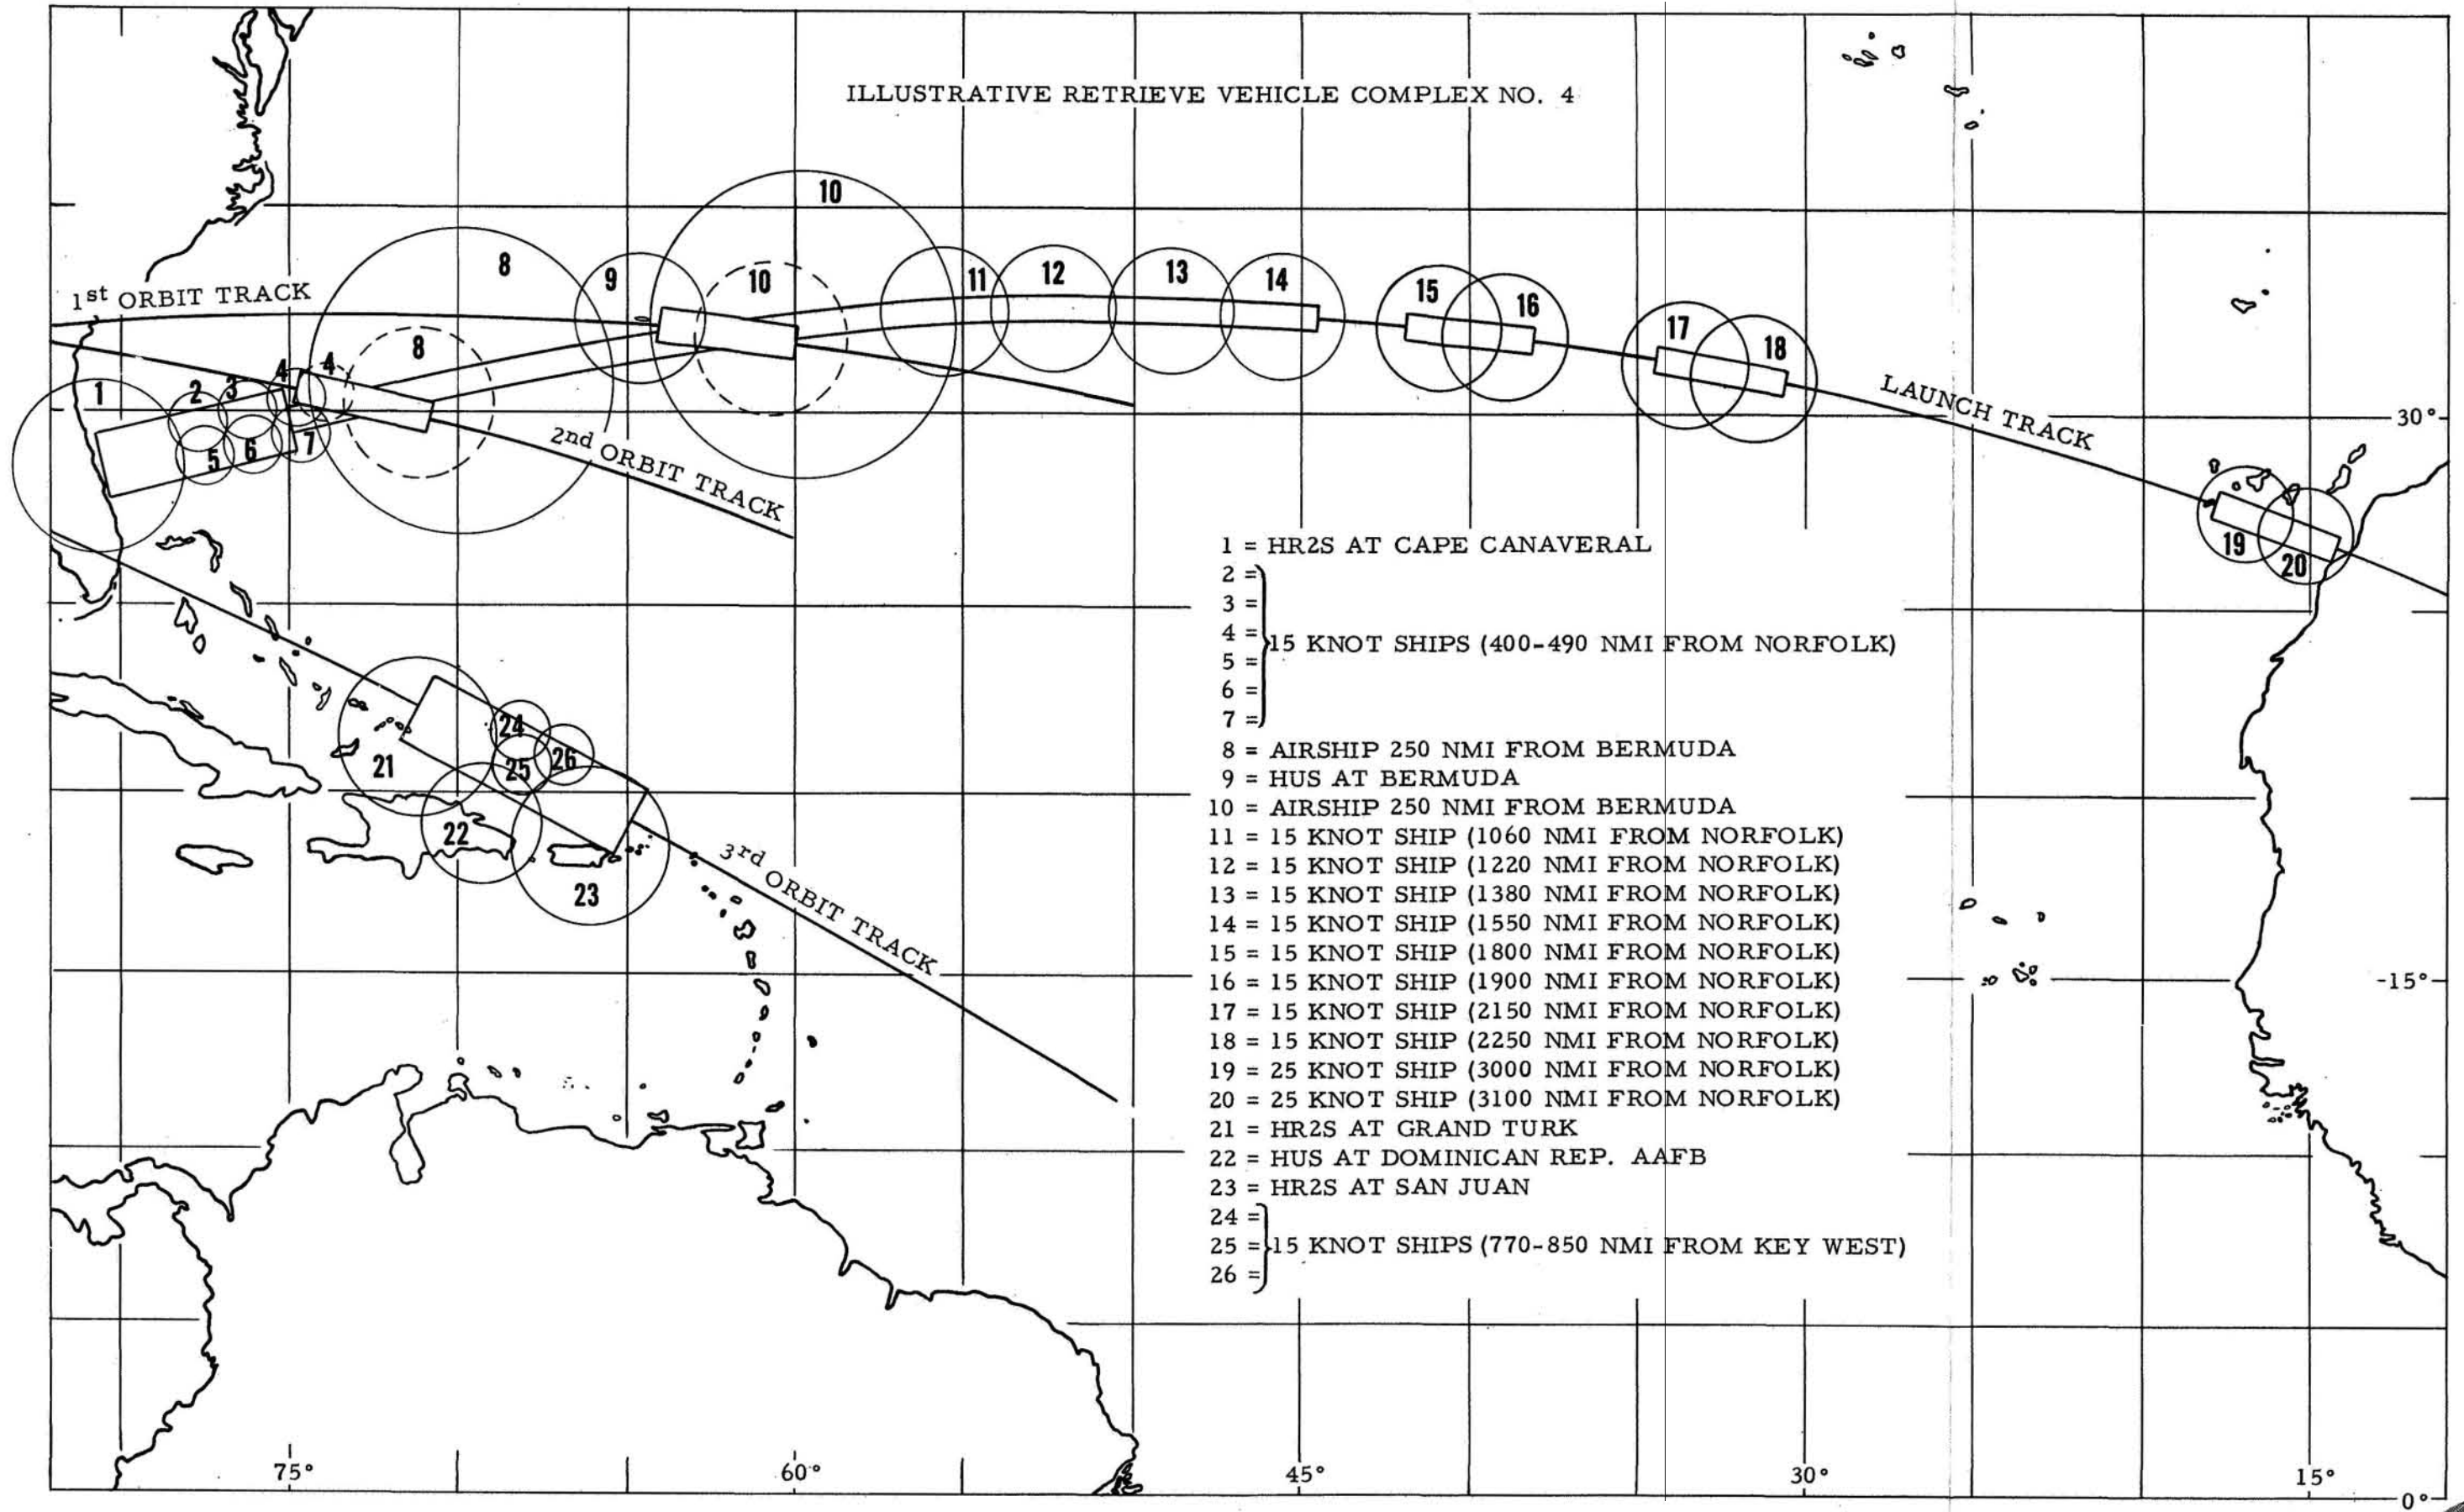 ILLUSTRATIVE RETRIEVE VEHICLE COMPLEX NO. 4
10
8
9
10
11
12
13
14
15
16
17
18
1st ORBIT TRACK
8
4
4
1
2
3
5
6
7
LAUNCH TRACK
30°
2nd ORBIT TRACK
19
20
1 = HR2S AT CAPE CANAVERAL
2 =
3 =
4 =
15 KNOT SHIPS (400-490 NMI FROM NORFOLK)
5 =
6 =
7 =
8 = AIRSHIP 250 NMI FROM BERMUDA
9 = HUS AT BERMUDA
10 = AIRSHIP 250 NMI FROM BERMUDA
11 = 15 KNOT SHIP (1060 NMI FROM NORFOLK)
12 = 15 KNOT SHIP (1220 NMI FROM NORFOLK)
13 = 15 KNOT SHIP (1380 NMI FROM NORFOLK)
14 = 15 KNOT SHIP (1550 NMI FROM NORFOLK)
15 = 15 KNOT SHIP (1800 NMI FROM NORFOLK)
16 = 15 KNOT SHIP (1900 NMI FROM NORFOLK)
17 = 15 KNOT SHIP (2150 NMI FROM NORFOLK)
18 = 15 KNOT SHIP (2250 NMI FROM NORFOLK)
19 = 25 KNOT SHIP (3000 NMI FROM NORFOLK)
20 = 25 KNOT SHIP (3100 NMI FROM NORFOLK)
21 = HR2S AT GRAND TURK
22 = HUS AT DOMINICAN REP. AAFB
23 = HR2S AT SAN JUAN
24 =
25 = 15 KNOT SHIPS (770-850 NMI FROM KEY WEST)
26 =
24
25
26
21
22
23
3rd ORBIT TRACK
-15°
75°
60°
45°
30°
15°
0°